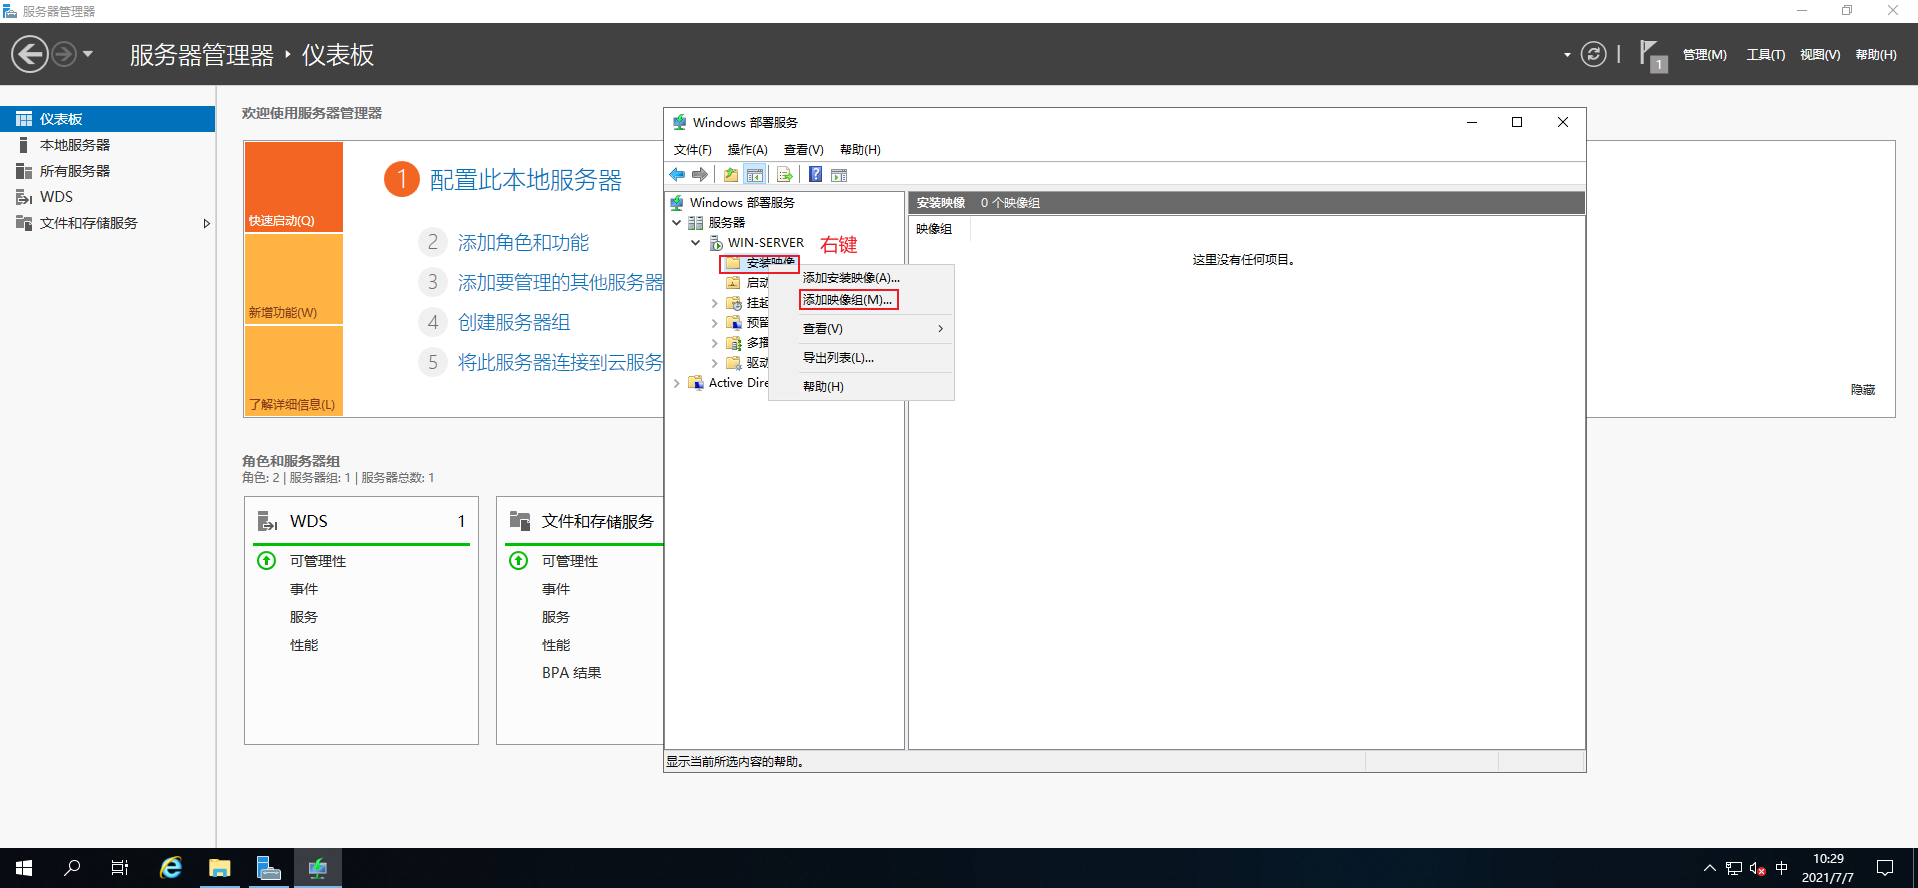 服务器管理器
服务器管理器 ‣ 仪表板
1
管理(M)
工具(T)
视图(V)
帮助(H)
仪表板
本地服务器
所有服务器
WDS
文件和存储服务
欢迎使用服务器管理器
快速启动(Q)
新增功能(W)
了解详细信息(L)
1 配置此本地服务器
2 添加角色和功能
3 添加要管理的其他服务器
4 创建服务器组
5 将此服务器连接到云服务
隐藏
角色和服务器组
角色: 2 | 服务器组: 1 | 服务器总数: 1
WDS 1
可管理性
事件
服务
性能
文件和存储服务
可管理性
事件
服务
性能
BPA 结果
Windows 部署服务
文件(F) 操作(A) 查看(V) 帮助(H)
Windows 部署服务
服务器
WIN-SERVER
右键
安装映像
启动
挂起
预留
多播
驱动
Active Dire
添加安装映像(A)...
添加映像组(M)...
查看(V)
导出列表(L)...
帮助(H)
安装映像 0 个映像组
映像组
这里没有任何项目。
显示当前所选内容的帮助。
中
10:29
2021/7/7